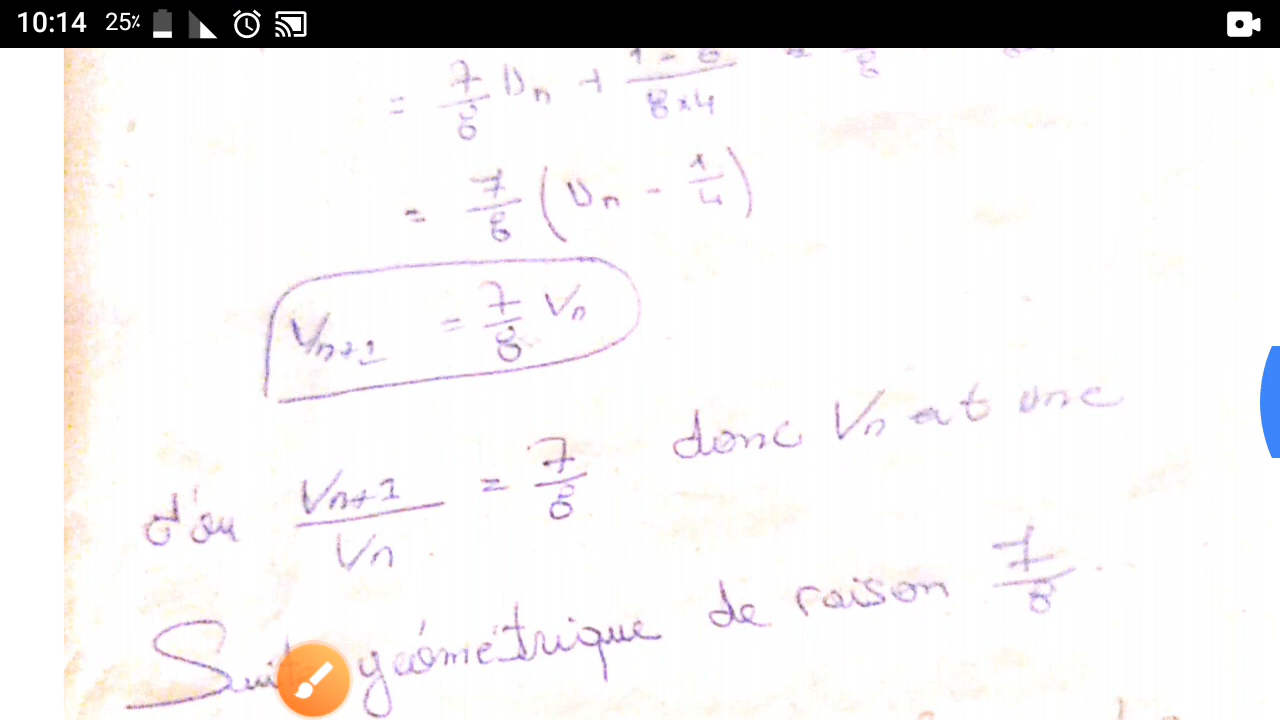 10:14 25%
= 7/8 Un + 1-8/8×4
= 7/8 (Un - 1/4)
Vn+1 = 7/8 Vn
d'où Vn+1/Vn = 7/8 donc Vn est une
Suite géométrique de raison 7/8